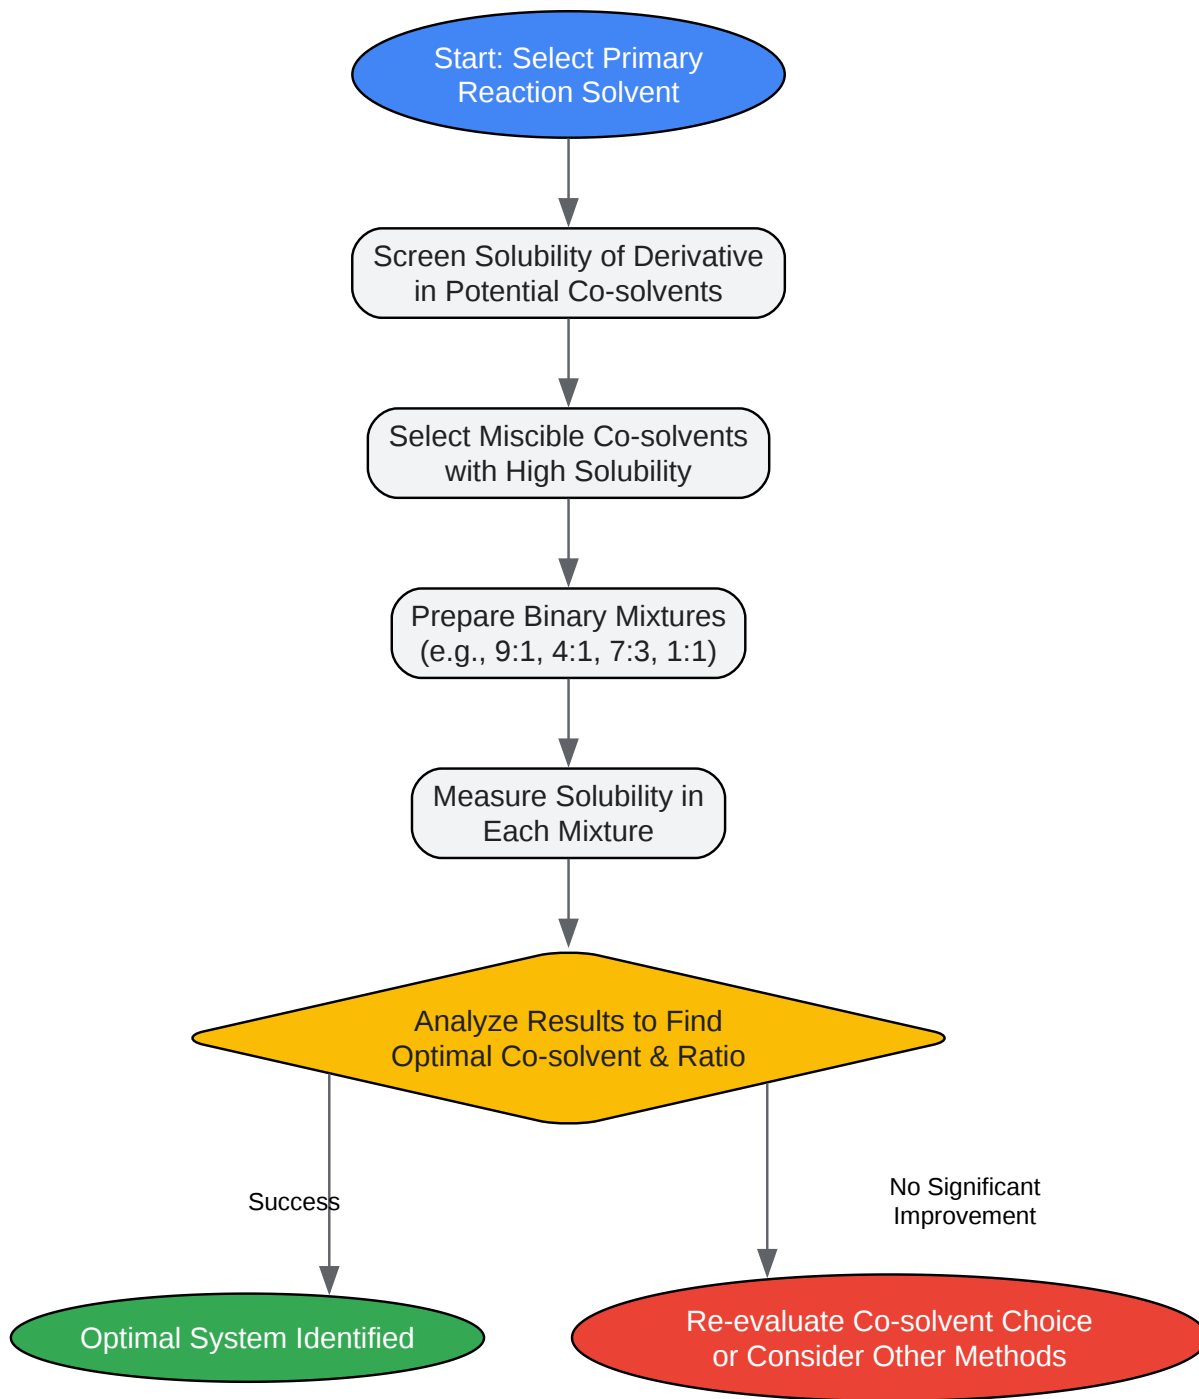 Start: Select Primary
Reaction Solvent
Screen Solubility of Derivative
in Potential Co-solvents
Select Miscible Co-solvents
with High Solubility
Prepare Binary Mixtures
(e.g., 9:1, 4:1, 7:3, 1:1)
Measure Solubility in
Each Mixture
Analyze Results to Find
Optimal Co-solvent & Ratio
Success
No Significant
Improvement
Optimal System Identified
Re-evaluate Co-solvent Choice
or Consider Other Methods